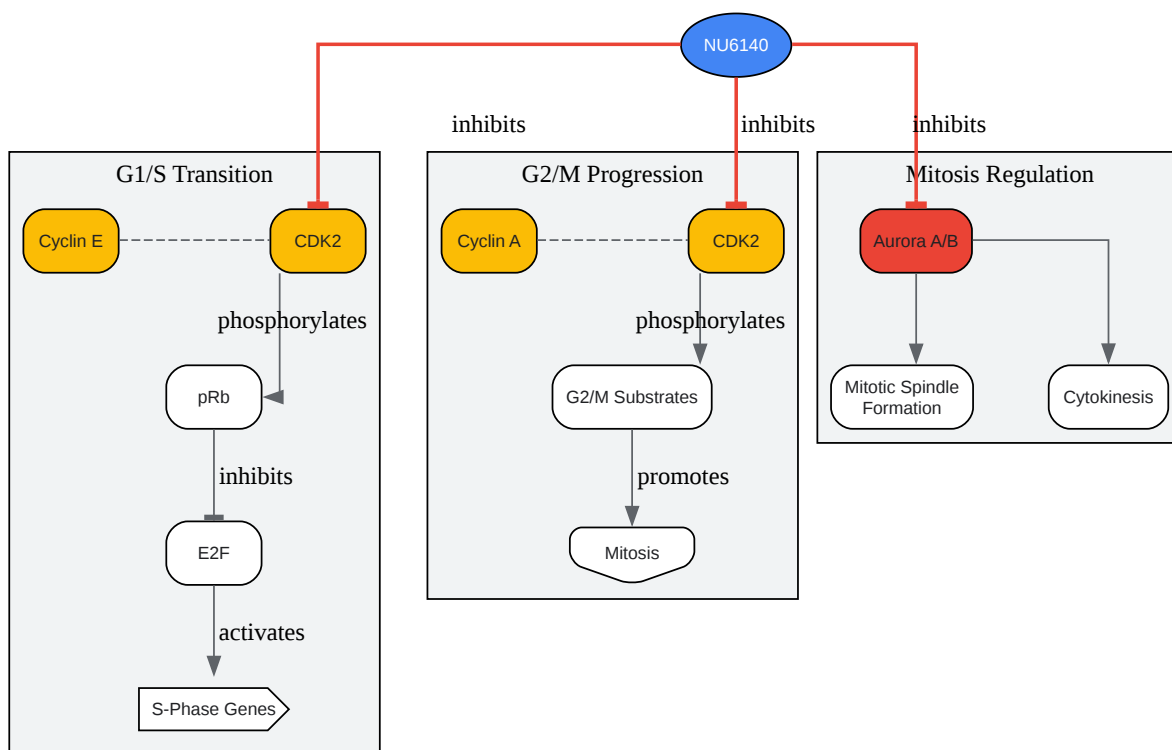 NU6140
inhibits
inhibits
inhibits
G1/S Transition
Cyclin E
CDK2
phosphorylates
pRb
inhibits
E2F
activates
S-Phase Genes
G2/M Progression
Cyclin A
CDK2
phosphorylates
G2/M Substrates
promotes
Mitosis
Mitosis Regulation
Aurora A/B
Mitotic Spindle
Formation
Cytokinesis